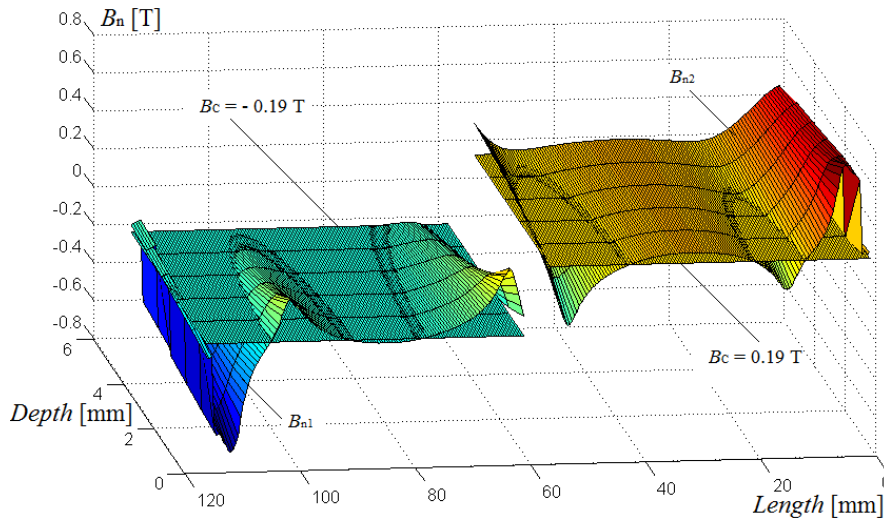 Bn [T]
0.8
0.6
0.4
0.2
0
-0.2
-0.4
-0.6
-0.8
Bn2
BC = - 0.19 T
BC = 0.19 T
Bn1
6
4
2
0
Depth [mm]
120
100
80
60
40
20
0
Length [mm]